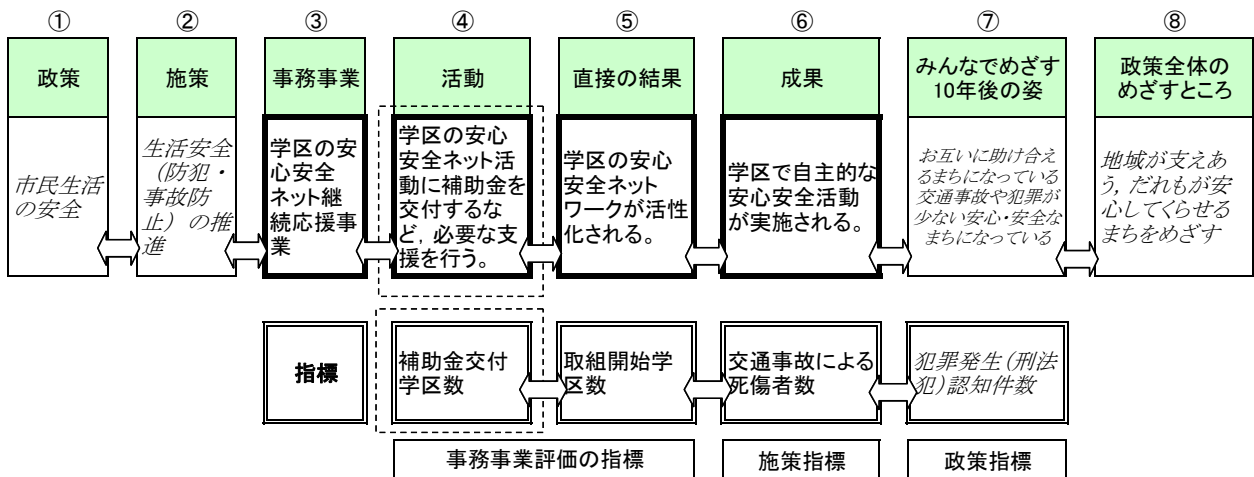 ①
②
③
④
⑤
⑥
⑦
⑧
政策
施策
事務事業
活動
直接の結果
成果
みんなでめざす
10年後の姿
政策全体の
めざすところ
市民生活
の安全
生活安全
(防犯・
事故防
止)の推
進
学区の安
心安全
ネット継
続応援事
業
学区の安心
安全ネット活
動に補助金を
交付するな
ど,必要な支
援を行う。
学区の安心
安全ネット
ワークが活性
化される。
学区で自主的な
安心安全活動
が実施される。
お互いに助け合え
るまちになっている
交通事故や犯罪が
少ない安心・安全な
まちになっている
地域が支えあ
う,だれもが安
心してくらせる
まちをめざす
指標
補助金交付
学区数
取組開始学
区数
交通事故による
死傷者数
犯罪発生(刑法
犯)認知件数
事務事業評価の指標
施策指標
政策指標